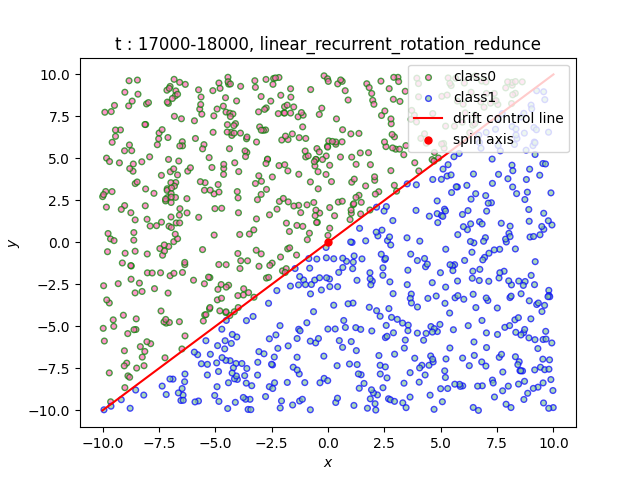 t : 17000-18000, linear_recurrent_rotation_redunce
class0
class1
drift control line
spin axis
10.0
7.5
5.0
2.5
0.0
−2.5
−5.0
−7.5
−10.0
y
−10.0 −7.5 −5.0 −2.5 0.0 2.5 5.0 7.5 10.0
x